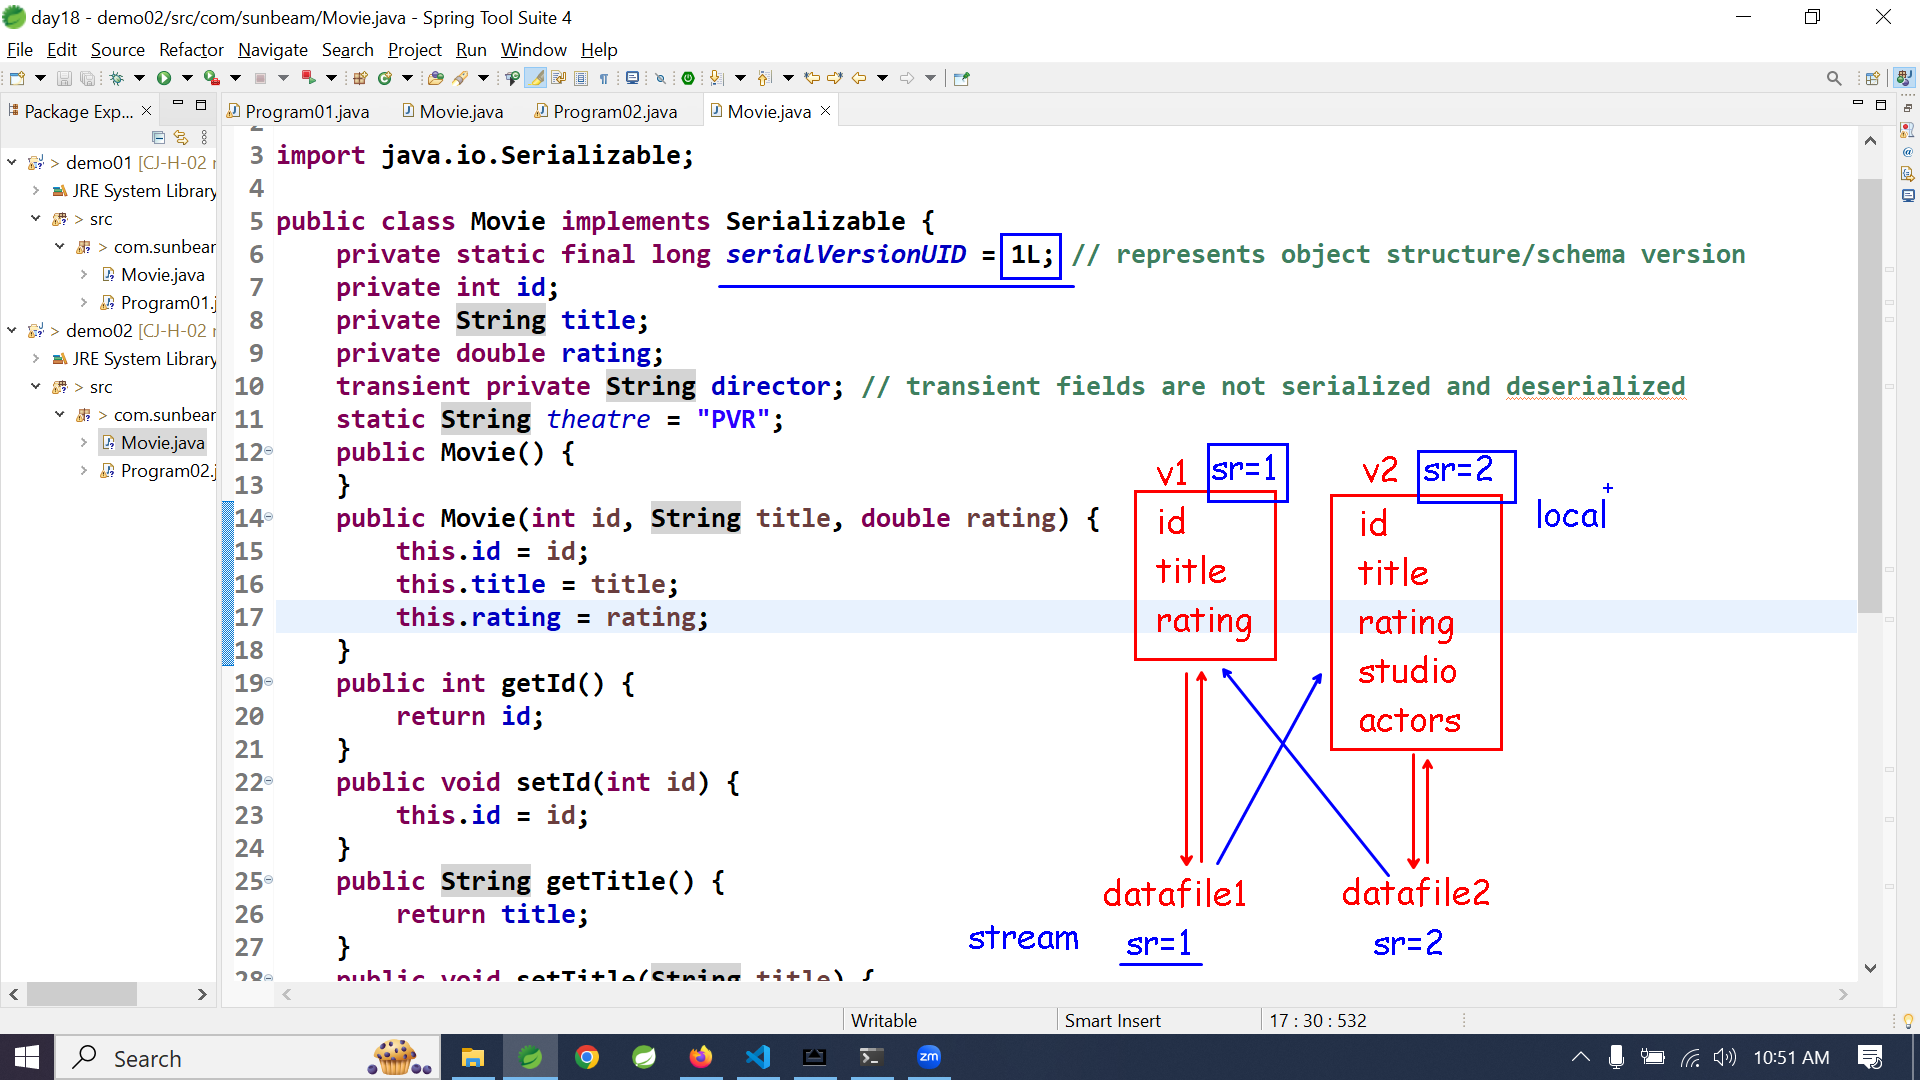 day18 - demo02/src/com/sunbeam/Movie.java - Spring Tool Suite 4
File Edit Source Refactor Navigate Search Project Run Window Help
Package Exp...
Program01.java
Movie.java
Program02.java
Movie.java
> demo01 [CJ-H-02
JRE System Library
> src
> com.sunbear
Movie.java
Program01.j
> demo02 [CJ-H-02
JRE System Library
> src
> com.sunbear
Movie.java
Program02.j
2
3 import java.io.Serializable;
4
5 public class Movie implements Serializable {
6 private static final long serialVersionUID = 1L; // represents object structure/schema version
7 private int id;
8 private String title;
9 private double rating;
10 transient private String director; // transient fields are not serialized and deserialized
11 static String theatre = "PVR";
12 public Movie() {
13 }
14 public Movie(int id, String title, double rating) {
15 this.id = id;
16 this.title = title;
17 this.rating = rating;
18 }
19 public int getId() {
20 return id;
21 }
22 public void setId(int id) {
23 this.id = id;
24 }
25 public String getTitle() {
26 return title;
27 }
28 public void setTitle(String title) {
v1 sr=1
id
title
rating
v2 sr=2
local
id
title
rating
studio
actors
datafile1
datafile2
stream sr=1
sr=2
Writable
Smart Insert
17 : 30 : 532
Search
zm
10:51 AM